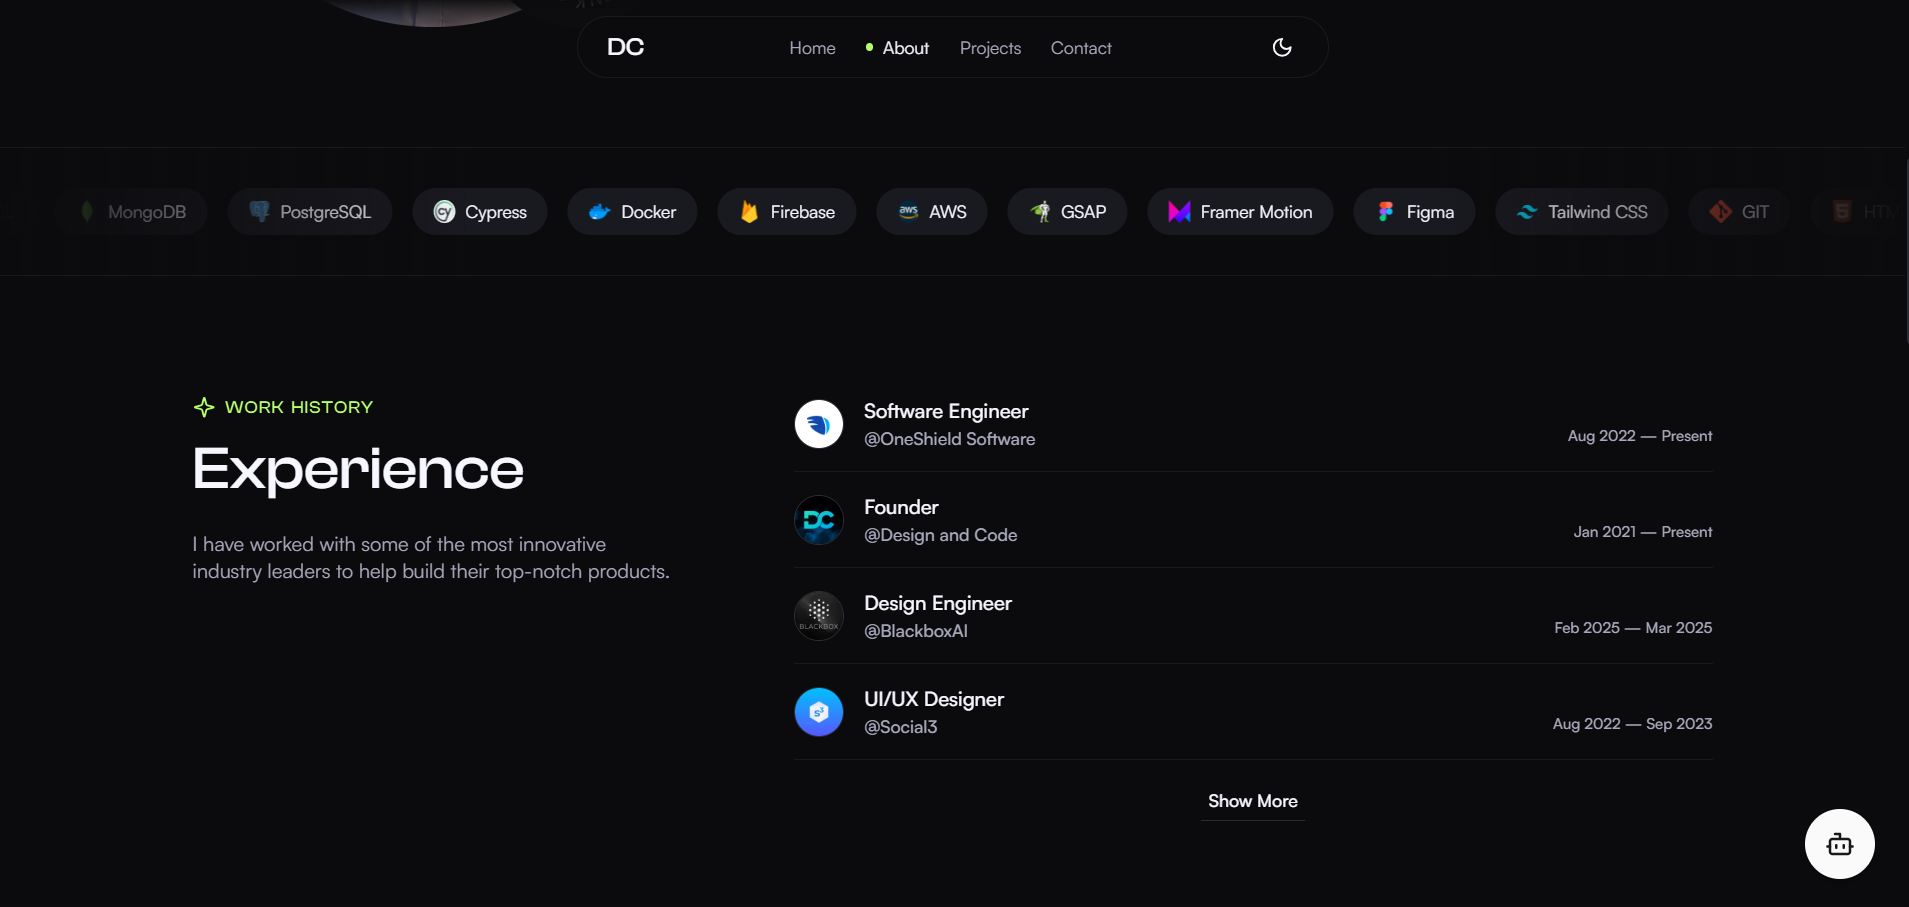 DC
Home
About
Projects
Contact
MongoDB
PostgreSQL
Cypress
Docker
Firebase
aws AWS
GSAP
Framer Motion
Figma
Tailwind CSS
GIT
WORK HISTORY
Experience
I have worked with some of the most innovative
industry leaders to help build their top-notch products.
Software Engineer
@OneShield Software
Aug 2022 — Present
DC
Founder
@Design and Code
Jan 2021 — Present
BLACKBOX
Design Engineer
@BlackboxAI
Feb 2025 — Mar 2025
UI/UX Designer
@Social3
Aug 2022 — Sep 2023
Show More